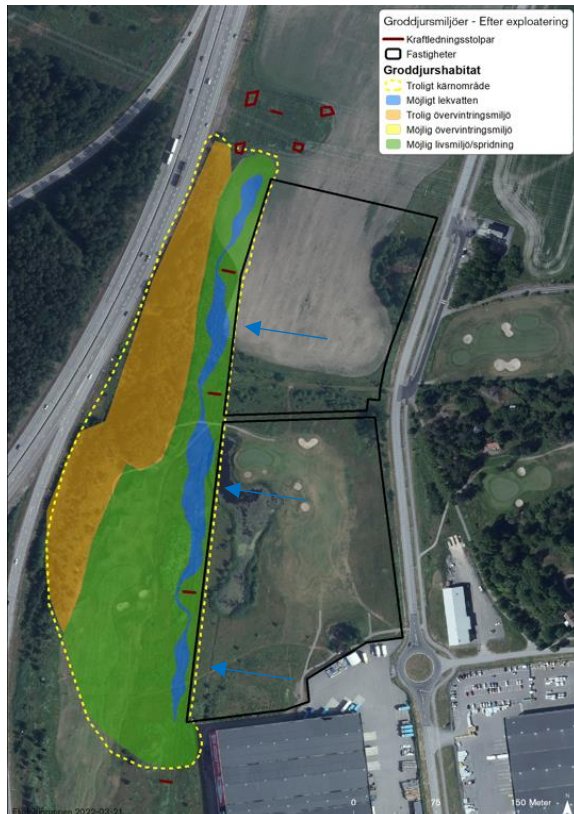 Groddjursmiljöer - Efter exploatering
Kraftledningsstolpar
Fastigheter
Groddjurshabitat
Troligt kärnområde
Möjligt lekvatten
Trolig övervintringsmiljö
Möjlig övervintringsmiljö
Möjlig livsmiljö/spridning
0 75 150 Meter
N